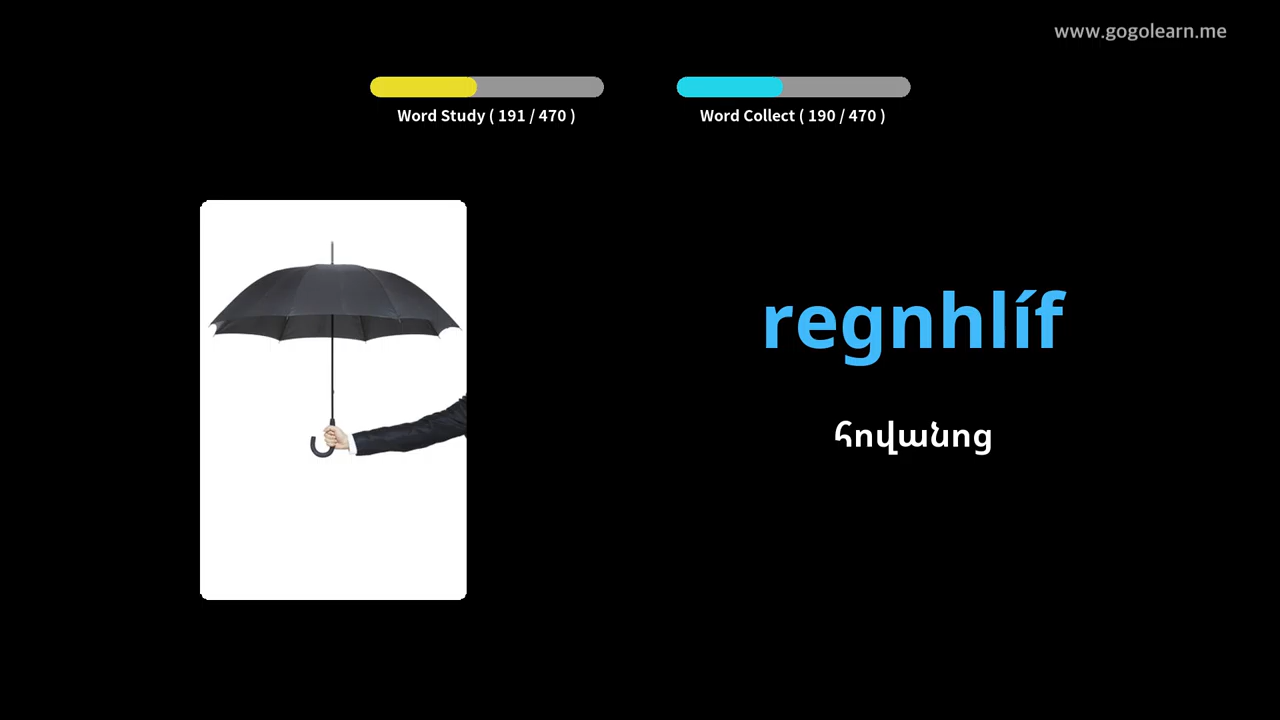 www.gogolearn.me
Word Study ( 191 / 470 )
Word Collect ( 190 / 470 )
regnhlíf
հովանոց